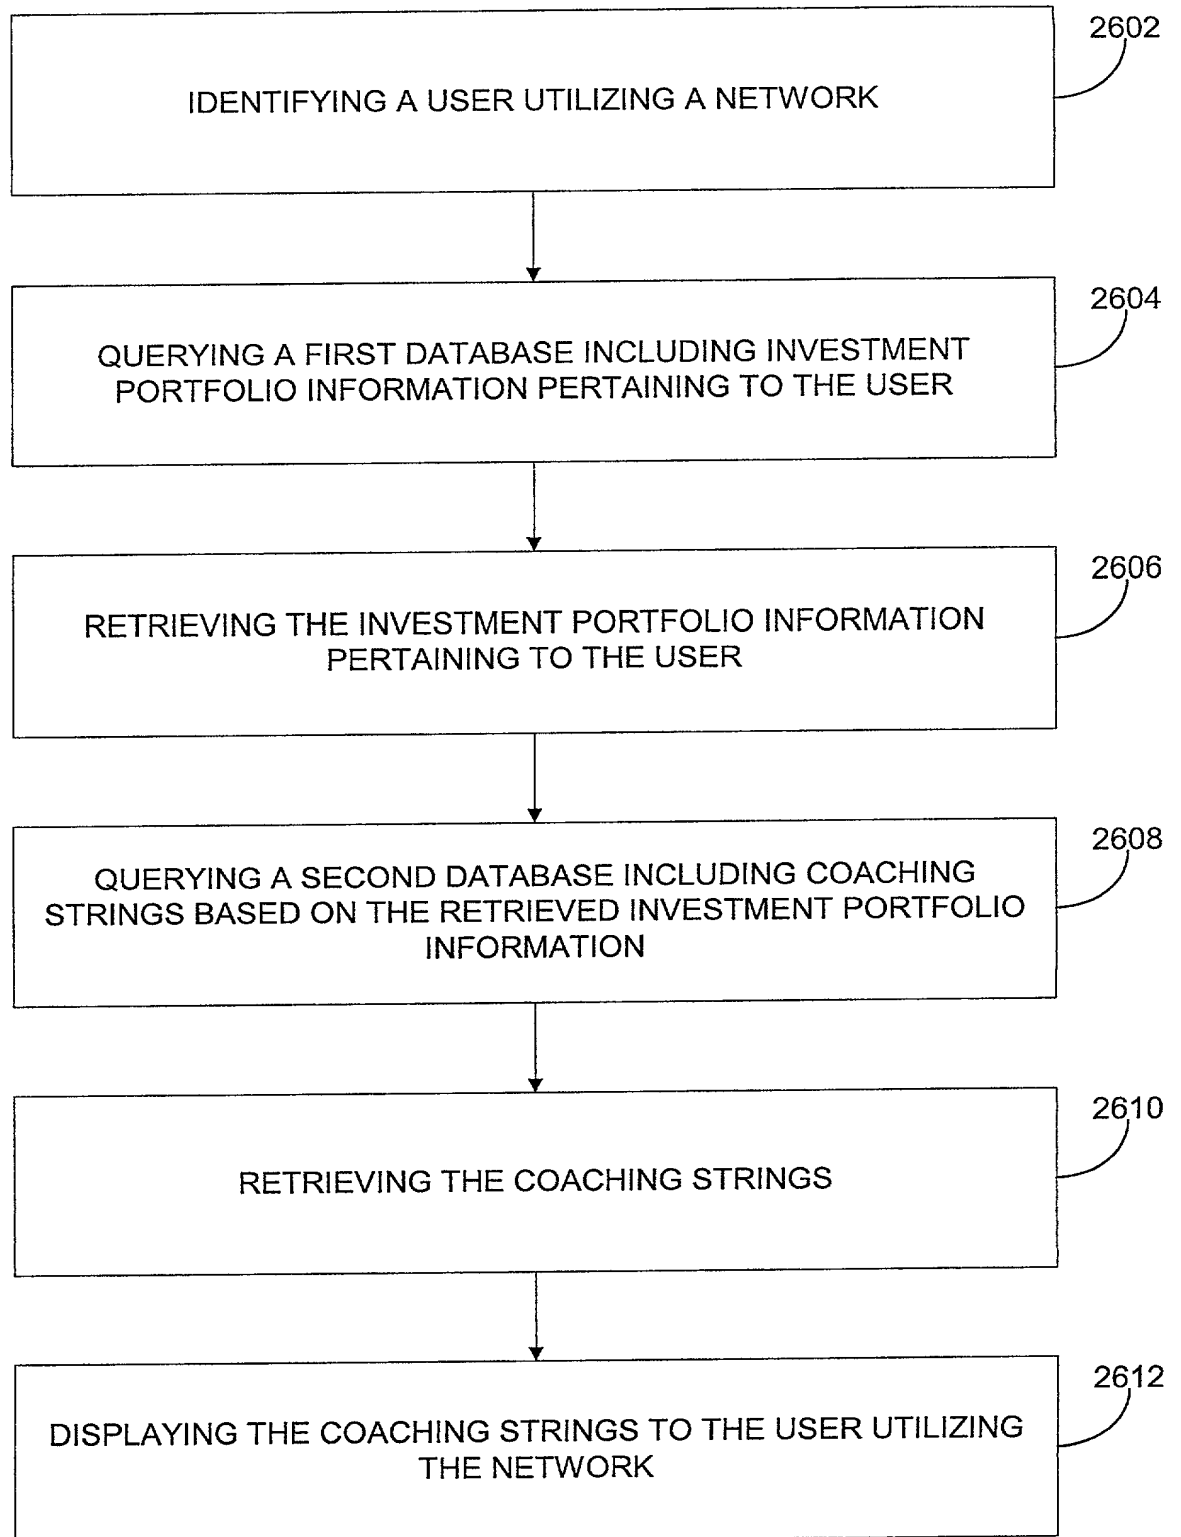 2602
IDENTIFYING A USER UTILIZING A NETWORK
2604
QUERYING A FIRST DATABASE INCLUDING INVESTMENT
PORTFOLIO INFORMATION PERTAINING TO THE USER
2606
RETRIEVING THE INVESTMENT PORTFOLIO INFORMATION
PERTAINING TO THE USER
2608
QUERYING A SECOND DATABASE INCLUDING COACHING
STRINGS BASED ON THE RETRIEVED INVESTMENT PORTFOLIO
INFORMATION
2610
RETRIEVING THE COACHING STRINGS
2612
DISPLAYING THE COACHING STRINGS TO THE USER UTILIZING
THE NETWORK